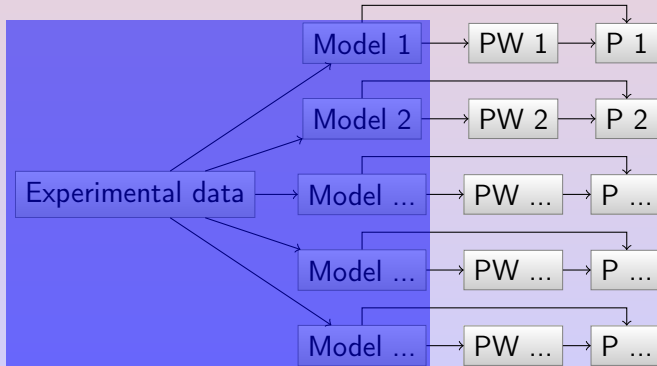 Model 1 PW 1 P 1
Model 2 PW 2 P 2
Experimental data Model ... PW ... P ...
Model ... PW ... P ...
Model ... PW ... P ...